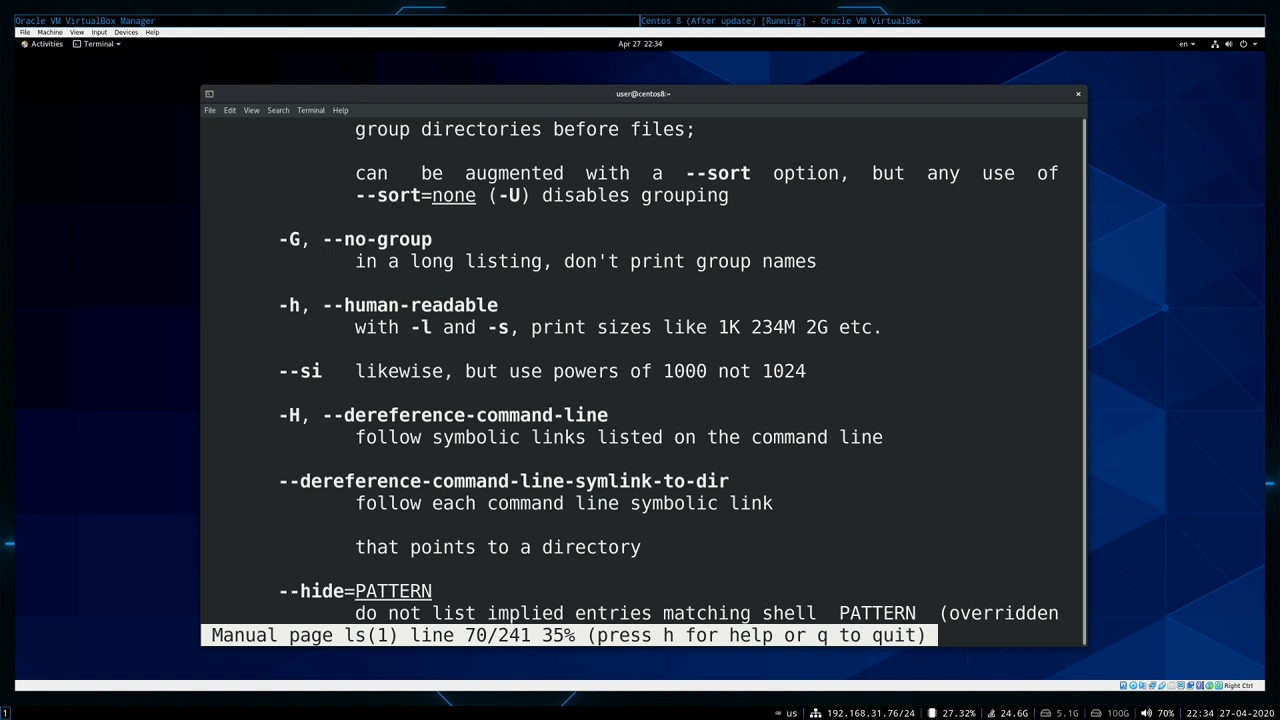 Oracle VM VirtualBox Manager
Centos 8 (After update) [Running] - Oracle VM VirtualBox
File Machine View Input Devices Help
Activities Terminal
Apr 27 22:34
en
user@centos8:~
File Edit View Search Terminal Help
group directories before files;
can be augmented with a --sort option, but any use of
--sort=none (-U) disables grouping
-G, --no-group
in a long listing, don't print group names
-h, --human-readable
with -l and -s, print sizes like 1K 234M 2G etc.
--si likewise, but use powers of 1000 not 1024
-H, --dereference-command-line
follow symbolic links listed on the command line
--dereference-command-line-symlink-to-dir
follow each command line symbolic link
that points to a directory
--hide=PATTERN
do not list implied entries matching shell PATTERN (overridden
Manual page ls(1) line 70/241 35% (press h for help or q to quit)
Right Ctrl
1
us 192.168.31.76/24 27.32% 24.6G 5.1G 100G 70% 22:34 27-04-2020